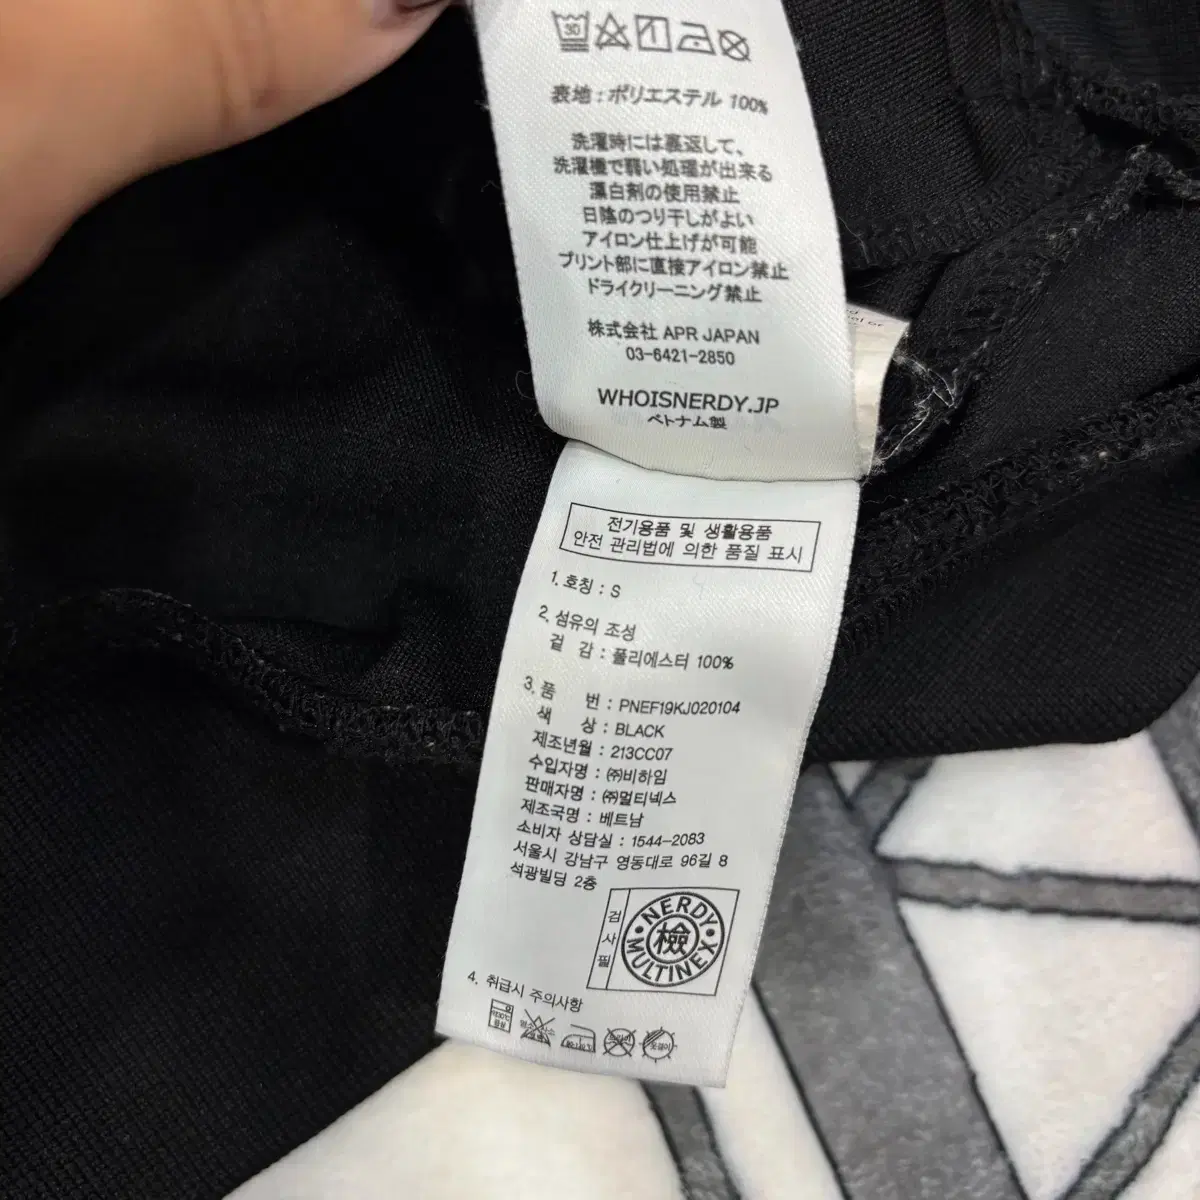 30
表地：ポリエステル 100%
洗濯時には裏返して、
洗濯機で弱い処理が出来る
漂白剤の使用禁止
日陰のつり干しがよい
アイロン仕上げが可能
プリント部に直接アイロン禁止
ドライクリーニング禁止
株式会社 APR JAPAN
03-6421-2850
WHOISNERDY.JP
ベトナム製
전기용품 및 생활용품
안전 관리법에 의한 품질 표시
1. 호칭 : S
2. 섬유의 조성
겉 감 : 폴리에스터 100%
3. 품 번 : PNEF19KJ020104
색 상 : BLACK
제조년월 : 213CC07
수입자명 : ㈜비하임
판매자명 : ㈜멀티넥스
제조국명 : 베트남
소비자 상담실 : 1544-2083
서울시 강남구 영동대로 96길 8
석광빌딩 2층
검사필
NERDY
檢
MULTINEX
4. 취급시 주의사항